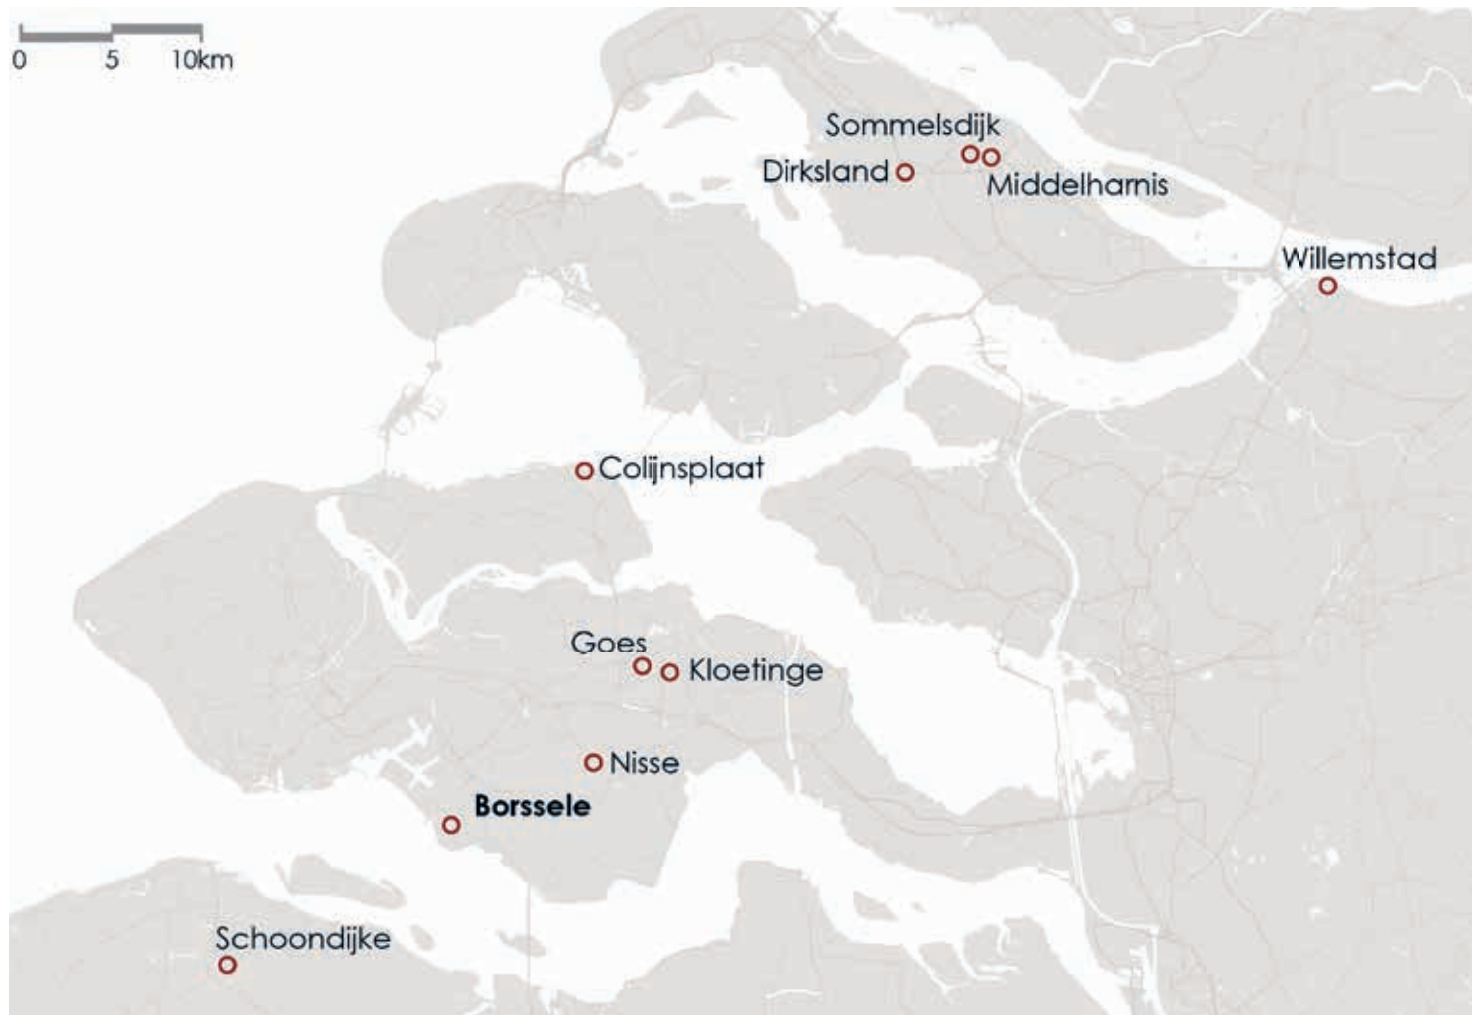 0 5 10km
Sommelsdijk
Dirksland
Middelharnis
Willemstad
Colijnsplaat
Goes
Kloetinge
Nisse
Borssele
Schoondijke